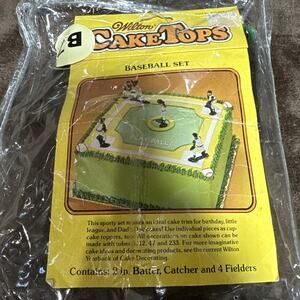 Wilton
CAKE TOPS
B
BASEBALL SET
This sporty set makes an ideal cake trim for birthday, little
league, and Dad's Day cakes! Use individual pieces as cup
cake toppers, too. All decorations on cake shown can be
made with tubes 12, 47 and 233. For more imaginative
cake ideas and decorating products, see the current Wilton
Yearbook of Cake Decorating.
Contains: 2 in. Batter, Catcher and 4 Fielders